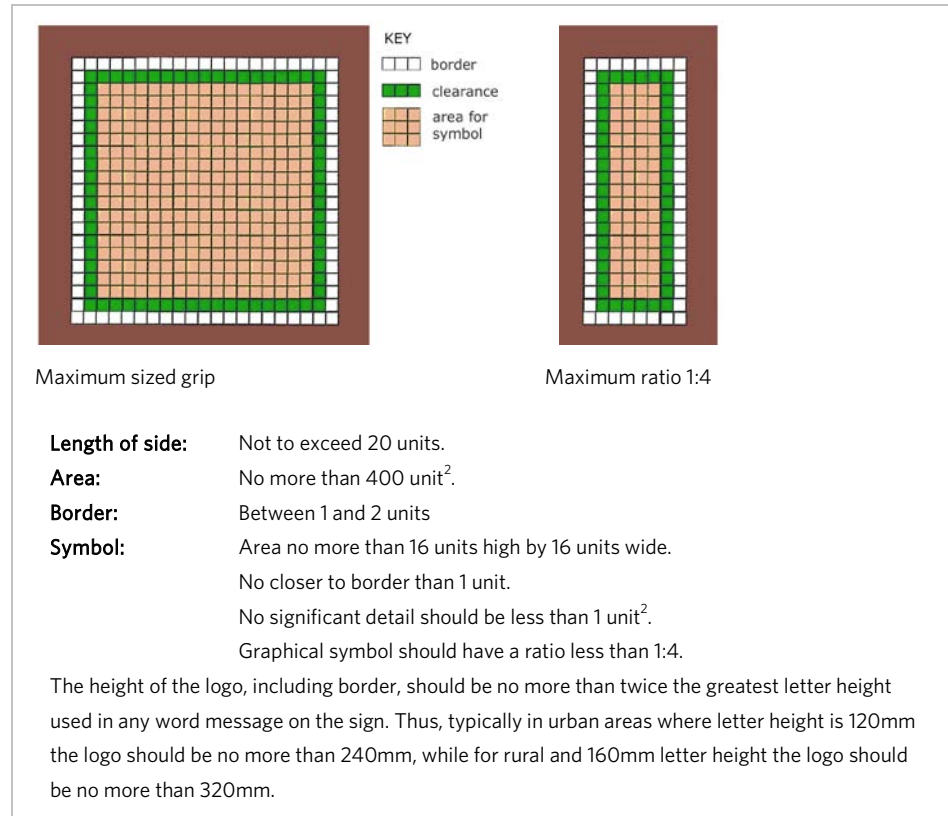 KEY
border
clearance
area for
symbol
Maximum sized grip
Maximum ratio 1:4
Length of side: Not to exceed 20 units.
Area: No more than 400 unit².
Border: Between 1 and 2 units
Symbol: Area no more than 16 units high by 16 units wide.
No closer to border than 1 unit.
No significant detail should be less than 1 unit².
Graphical symbol should have a ratio less than 1:4.
The height of the logo, including border, should be no more than twice the greatest letter height
used in any word message on the sign. Thus, typically in urban areas where letter height is 120mm
the logo should be no more than 240mm, while for rural and 160mm letter height the logo should
be no more than 320mm.